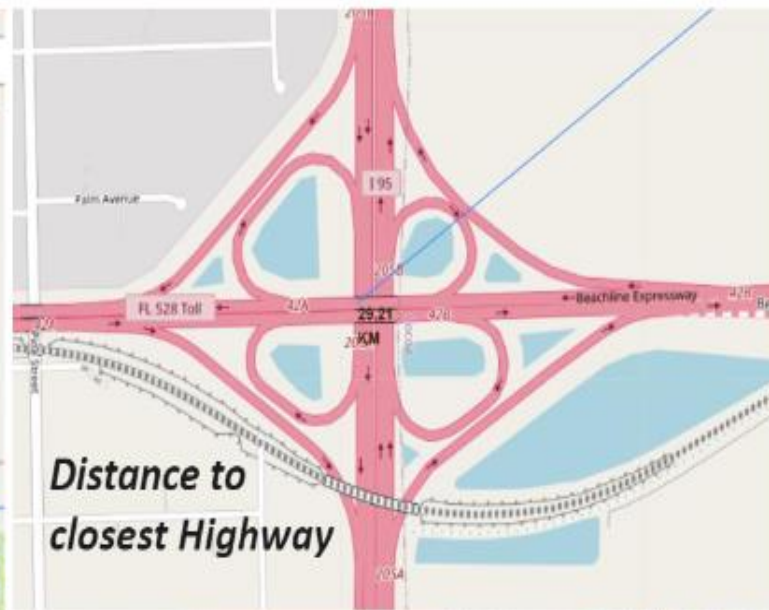 205B
Palm Avenue
I 95
205B
FL 528 Toll
42A
Beachline Expressway
42B
29.21
42B
KM
Distance to
closest Highway
205A